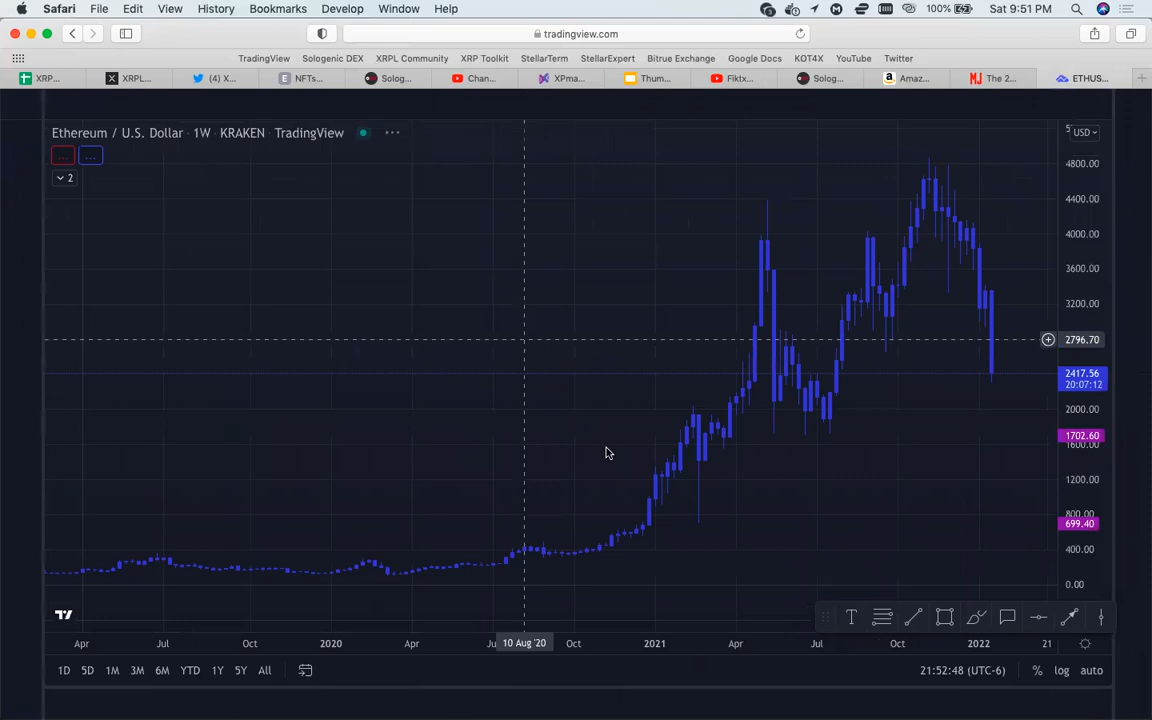 Safari File Edit View History Bookmarks Develop Window Help 100% Sat 9:51 PM
tradingview.com
TradingView Sologenic DEX XRPL Community XRP Toolkit StellarTerm StellarExpert Bitrue Exchange Google Docs KOT4X YouTube Twitter
XRP... XRPL... (4) X... NFTs... Solog... Chan... XPma... Thum... Fiktx... Solog... Amaz... The 2... ETHUS...
Ethereum / U.S. Dollar · 1W · KRAKEN · TradingView
USD
... ...
2
4800.00
4400.00
4000.00
3600.00
3200.00
2796.70
2417.56
20:07:12
2000.00
1702.60
1600.00
1200.00
800.00
699.40
400.00
0.00
Apr Jul Oct 2020 Apr 10 Aug '20 Oct 2021 Apr Jul Oct 2022 21
1D 5D 1M 3M 6M YTD 1Y 5Y All 21:52:48 (UTC-6) % log auto